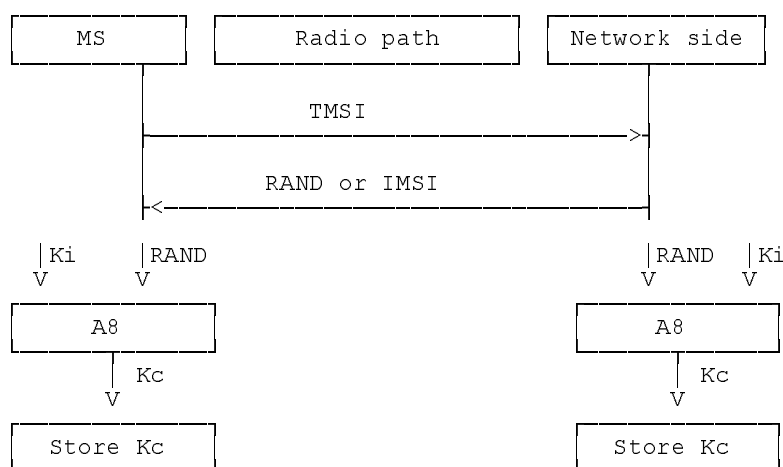 MS Radio path Network side
TMSI
RAND or IMSI
Ki RAND RAND Ki
A8 A8
Kc Kc
Store Kc Store Kc